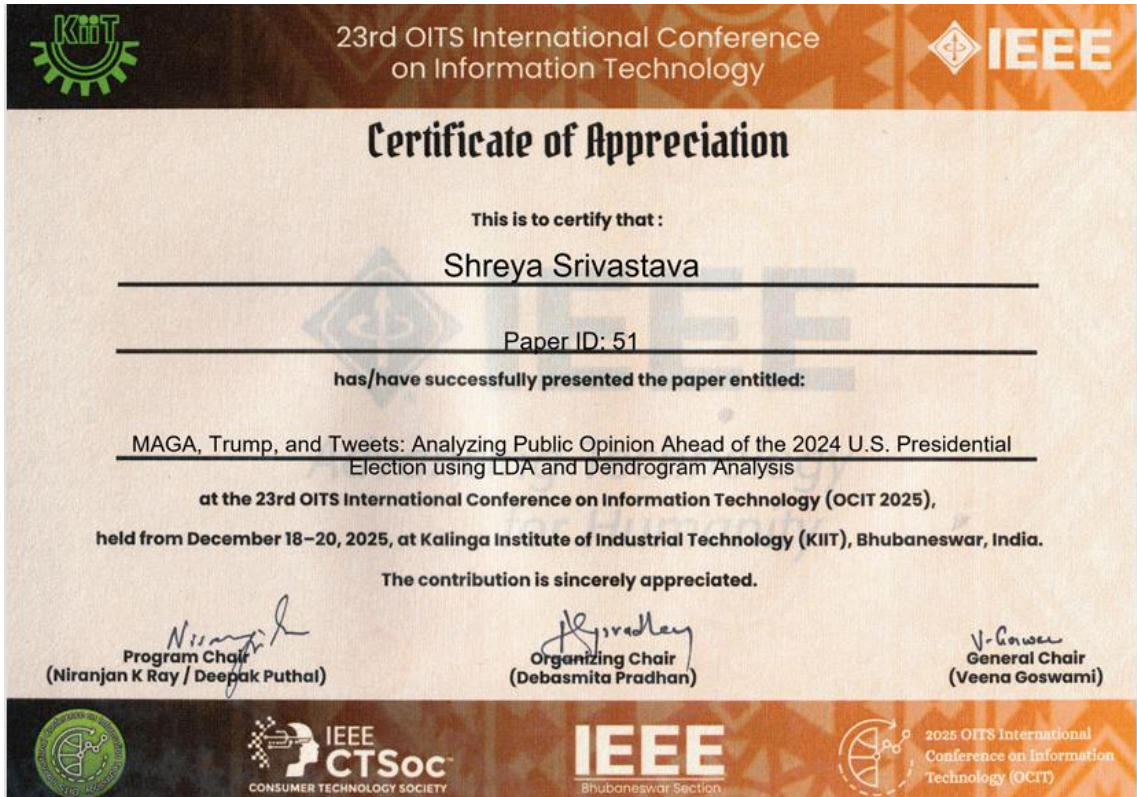 KiiT
23rd OITS International Conference
on Information Technology
IEEE
Certificate of Appreciation
This is to certify that :
Shreya Srivastava
Paper ID: 51
has/have successfully presented the paper entitled:
MAGA, Trump, and Tweets: Analyzing Public Opinion Ahead of the 2024 U.S. Presidential
Election using LDA and Dendrogram Analysis
at the 23rd OITS International Conference on Information Technology (OCIT 2025),
held from December 18–20, 2025, at Kalinga Institute of Industrial Technology (KIIT), Bhubaneswar, India.
The contribution is sincerely appreciated.
Program Chair
(Niranjan K Ray / Deepak Puthal)
Organizing Chair
(Debasmita Pradhan)
General Chair
(Veena Goswami)
IEEE
CTSoc
CONSUMER TECHNOLOGY SOCIETY
IEEE
Bhubaneswar Section
2025 OITS International
Conference on Information
Technology (OCIT)